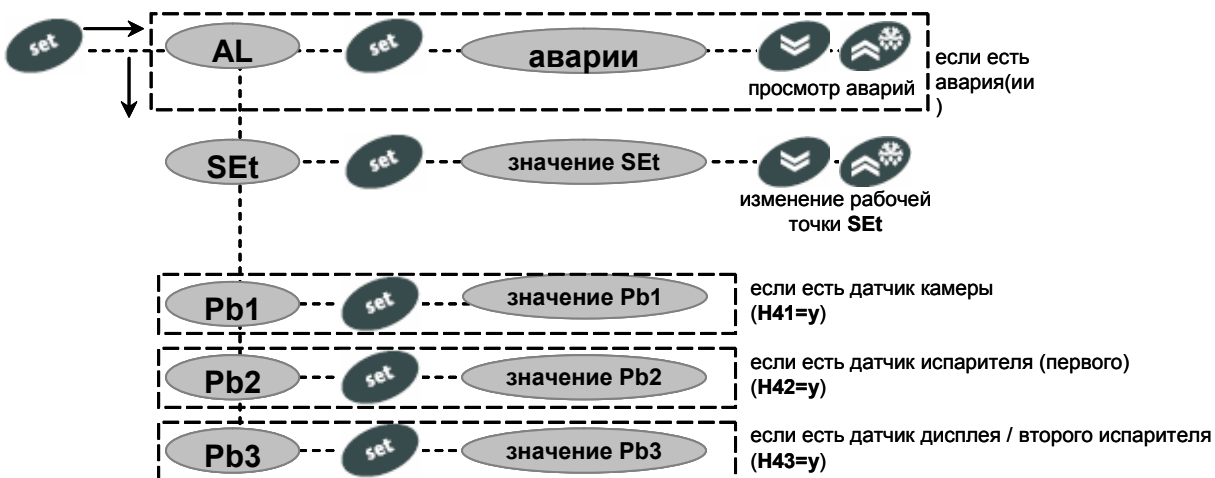 set
AL
set
аварии
просмотр аварий
если есть
авария(ии
)
SEt
set
значение SEt
изменение рабочей
точки SEt
Pb1
set
значение Pb1
если есть датчик камеры
(H41=y)
Pb2
set
значение Pb2
если есть датчик испарителя (первого)
(H42=y)
Pb3
set
значение Pb3
если есть датчик дисплея / второго испарителя
(H43=y)